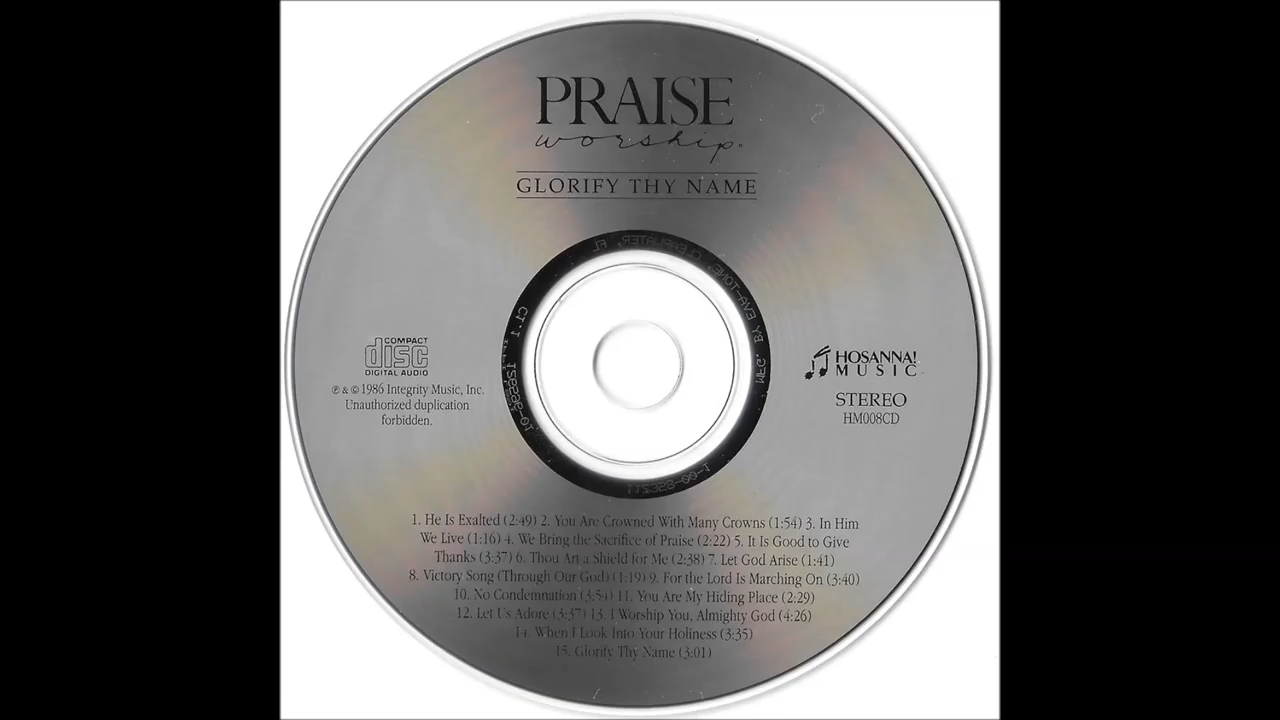 PRAISE
worship.
GLORIFY THY NAME
MFG. BY EVA-TONE, CLEARWATER, FL
COMPACT
disc
DIGITAL AUDIO
℗ & © 1986 Integrity Music, Inc.
Unauthorized duplication
forbidden.
HOSANNA!
MUSIC
STEREO
HM008CD
1. He Is Exalted (2:49) 2. You Are Crowned With Many Crowns (1:54) 3. In Him
We Live (1:16) 4. We Bring the Sacrifice of Praise (2:22) 5. It Is Good to Give
Thanks (3:37) 6. Thou Art a Shield for Me (2:38) 7. Let God Arise (1:41)
8. Victory Song (Through Our God) (1:19) 9. For the Lord Is Marching On (3:40)
10. No Condemnation (3:54) 11. You Are My Hiding Place (2:29)
12. Let Us Adore (3:37) 13. I Worship You, Almighty God (4:26)
14. When I Look Into Your Holiness (3:35)
15. Glorify Thy Name (3:01)